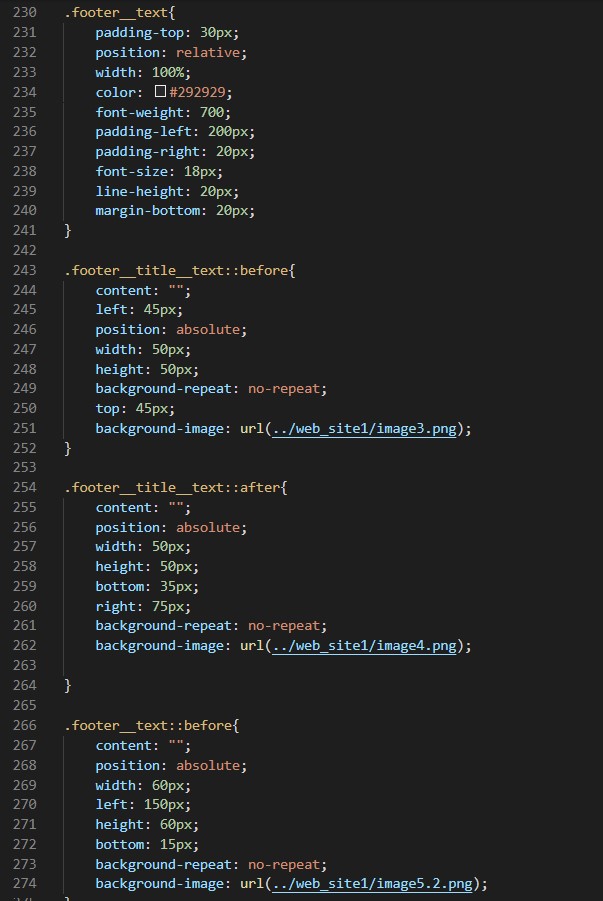 230 .footer__text{
231 padding-top: 30px;
232 position: relative;
233 width: 100%;
234 color: #292929;
235 font-weight: 700;
236 padding-left: 200px;
237 padding-right: 20px;
238 font-size: 18px;
239 line-height: 20px;
240 margin-bottom: 20px;
241 }
242
243 .footer__title__text::before{
244 content: "";
245 left: 45px;
246 position: absolute;
247 width: 50px;
248 height: 50px;
249 background-repeat: no-repeat;
250 top: 45px;
251 background-image: url(../web_site1/image3.png);
252 }
253
254 .footer__title__text::after{
255 content: "";
256 position: absolute;
257 width: 50px;
258 height: 50px;
259 bottom: 35px;
260 right: 75px;
261 background-repeat: no-repeat;
262 background-image: url(../web_site1/image4.png);
263
264 }
265
266 .footer__text::before{
267 content: "";
268 position: absolute;
269 width: 60px;
270 left: 150px;
271 height: 60px;
272 bottom: 15px;
273 background-repeat: no-repeat;
274 background-image: url(../web_site1/image5.2.png);